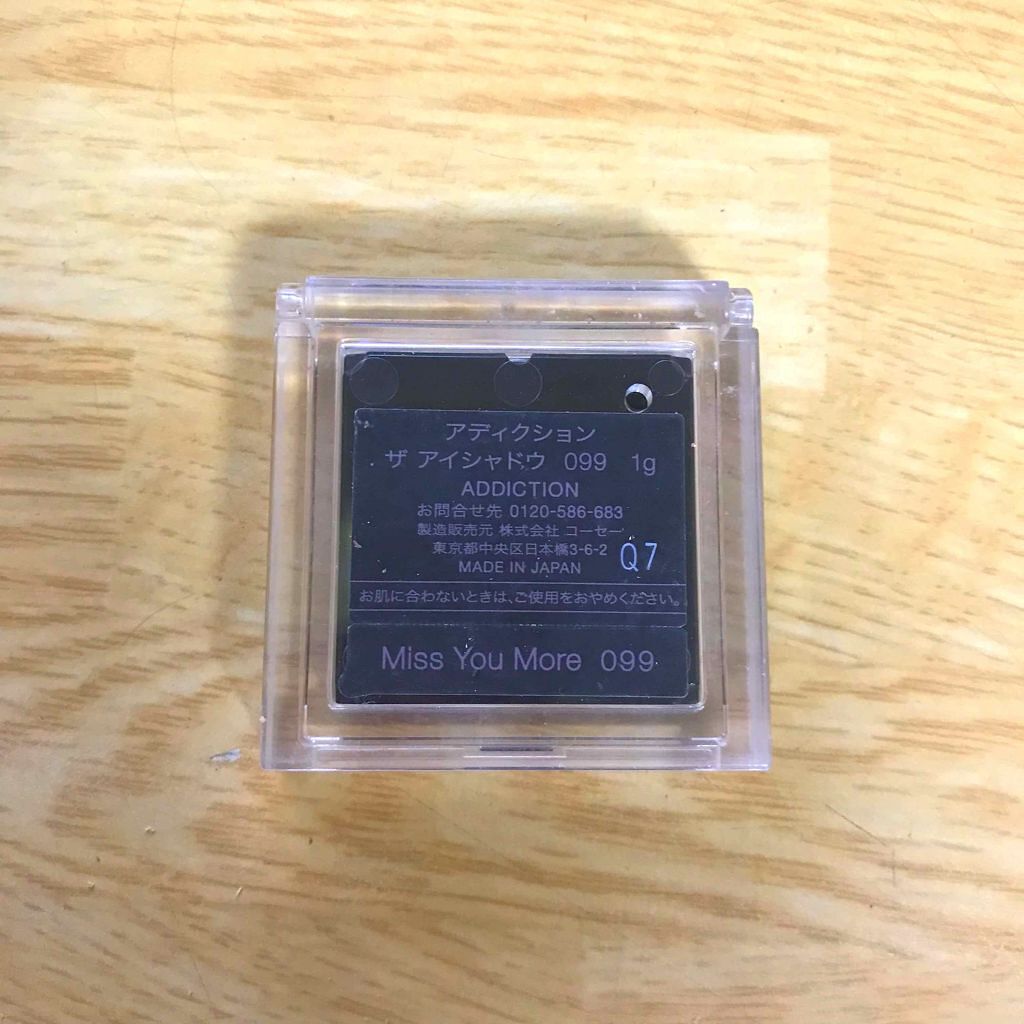 アディクション
ザ アイシャドウ 099 1g
ADDICTION
お問合せ先 0120-586-683
製造販売元 株式会社 コーセー
東京都中央区日本橋3-6-2
Q7
MADE IN JAPAN
お肌に合わないときは、ご使用をおやめください。
Miss You More 099